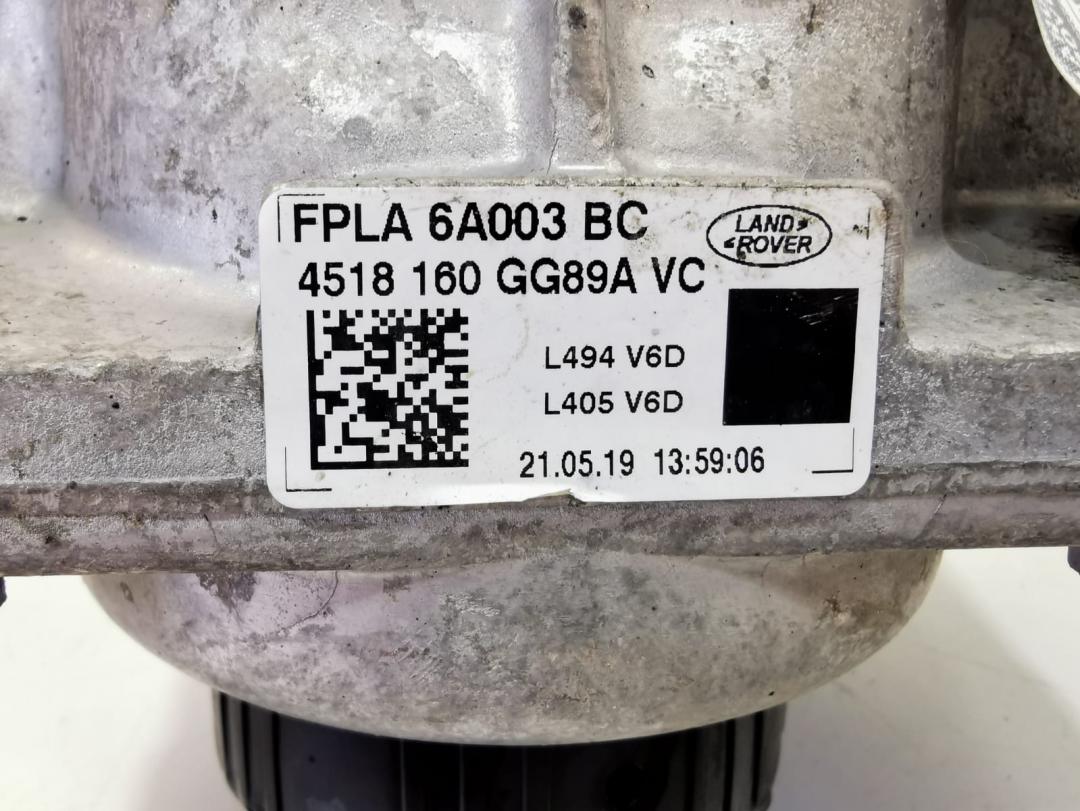 FPLA 6A003 BC
LAND
ROVER
4518 160 GG89A VC
L494 V6D
L405 V6D
21.05.19 13:59:06